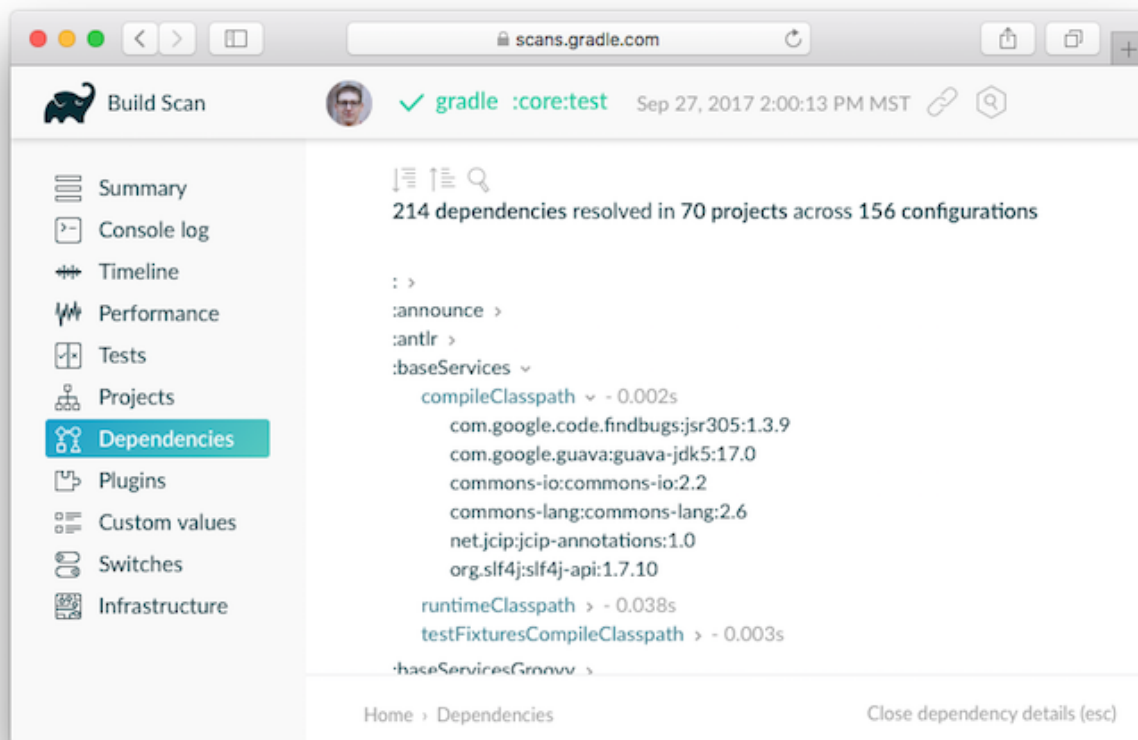 scans.gradle.com
Build Scan
gradle :core:test Sep 27, 2017 2:00:13 PM MST
Summary
Console log
Timeline
Performance
Tests
Projects
Dependencies
Plugins
Custom values
Switches
Infrastructure
214 dependencies resolved in 70 projects across 156 configurations
: >
:announce >
:antlr >
:baseServices
compileClasspath - 0.002s
com.google.code.findbugs:jsr305:1.3.9
com.google.guava:guava-jdk5:17.0
commons-io:commons-io:2.2
commons-lang:commons-lang:2.6
net.jcip:jcip-annotations:1.0
org.slf4j:slf4j-api:1.7.10
runtimeClasspath > - 0.038s
testFixturesCompileClasspath > - 0.003s
:baseServicesGroovy >
Home > Dependencies
Close dependency details (esc)